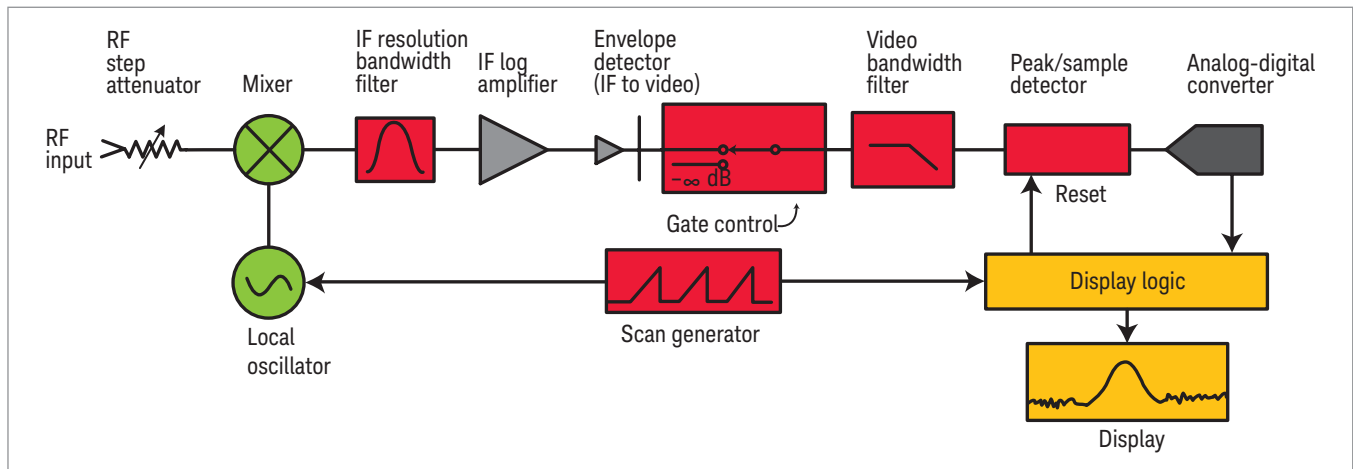 RF
step
attenuator
Mixer
IF resolution
bandwidth
filter
IF log
amplifier
Envelope
detector
(IF to video)
Video
bandwidth
filter
Peak/sample
detector
Analog-digital
converter
RF
input
–∞ dB
Gate control
Reset
Local
oscillator
Scan generator
Display logic
Display